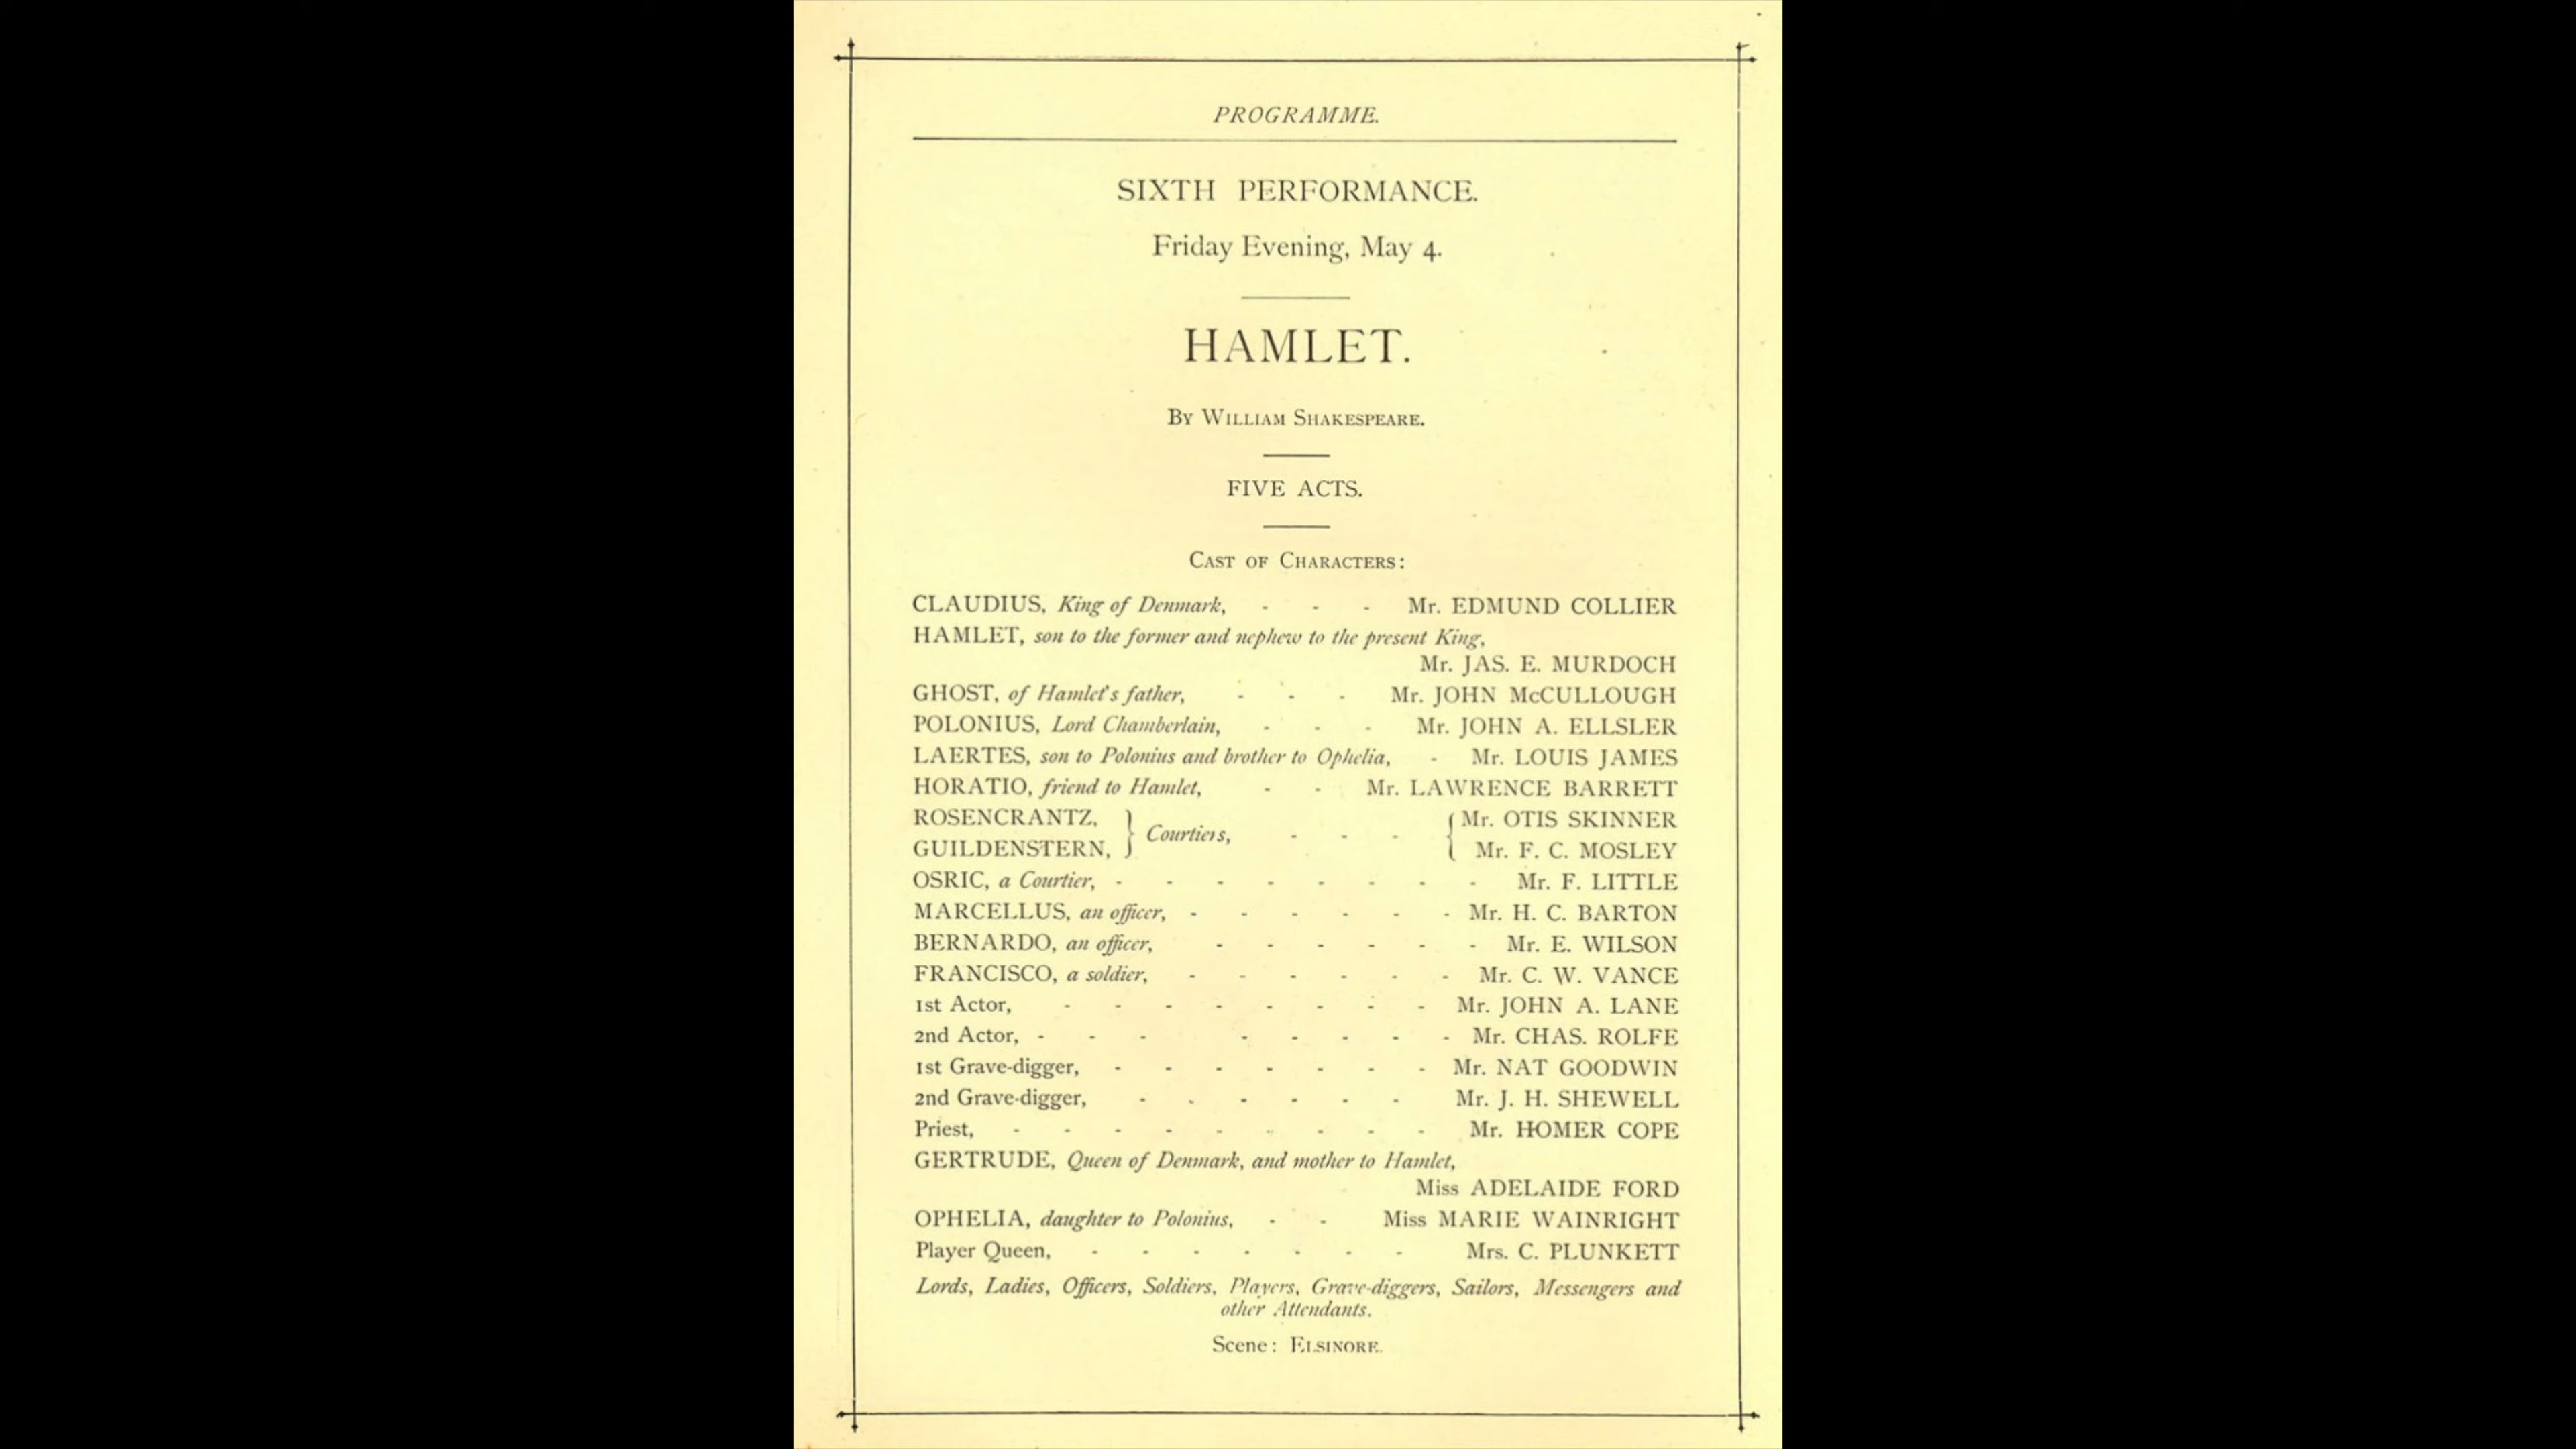 PROGRAMME.
SIXTH PERFORMANCE.
Friday Evening, May 4.
HAMLET.
By William Shakespeare.
FIVE ACTS.
Cast of Characters:
CLAUDIUS, King of Denmark, - - - Mr. EDMUND COLLIER
HAMLET, son to the former and nephew to the present King,
Mr. JAS. E. MURDOCH
GHOST, of Hamlet's father, - - - Mr. JOHN McCULLOUGH
POLONIUS, Lord Chamberlain, - - - Mr. JOHN A. ELLSLER
LAERTES, son to Polonius and brother to Ophelia, - Mr. LOUIS JAMES
HORATIO, friend to Hamlet, - - Mr. LAWRENCE BARRETT
ROSENCRANTZ, } Courtiers, - - - { Mr. OTIS SKINNER
GUILDENSTERN, } { Mr. F. C. MOSLEY
OSRIC, a Courtier, - - - - - - - - Mr. F. LITTLE
MARCELLUS, an officer, - - - - - - Mr. H. C. BARTON
BERNARDO, an officer, - - - - - - Mr. E. WILSON
FRANCISCO, a soldier, - - - - - - Mr. C. W. VANCE
1st Actor, - - - - - - - - Mr. JOHN A. LANE
2nd Actor, - - - - - - - - Mr. CHAS. ROLFE
1st Grave-digger, - - - - - - - Mr. NAT GOODWIN
2nd Grave-digger, - - - - - - Mr. J. H. SHEWELL
Priest, - - - - - - - - - Mr. HOMER COPE
GERTRUDE, Queen of Denmark, and mother to Hamlet,
Miss ADELAIDE FORD
OPHELIA, daughter to Polonius, - - Miss MARIE WAINRIGHT
Player Queen, - - - - - - - Mrs. C. PLUNKETT
Lords, Ladies, Officers, Soldiers, Players, Grave-diggers, Sailors, Messengers and
other Attendants.
Scene: Elsinore.